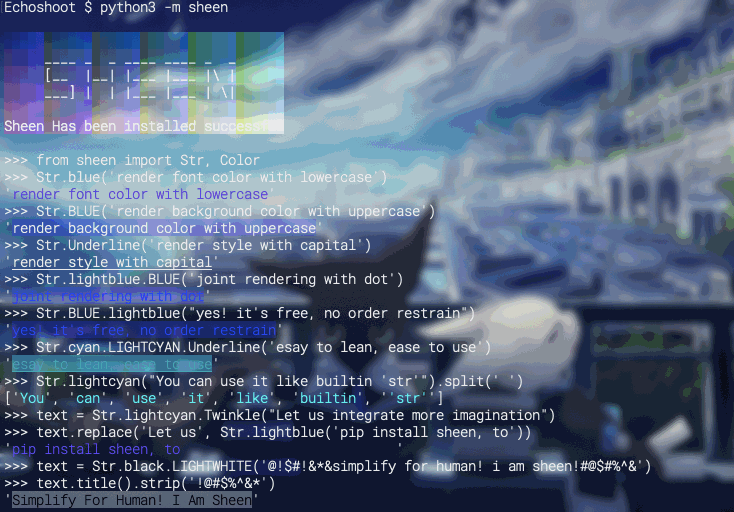 Echoshoot $ python3 -m sheen
Sheen Has been installed success
>>> from sheen import Str, Color
>>> Str.blue('render font color with lowercase')
'render font color with lowercase'
>>> Str.BLUE('render background color with uppercase')
'render background color with uppercase'
>>> Str.Underline('render style with capital')
'render style with capital'
>>> Str.lightblue.BLUE('joint rendering with dot')
'joint rendering with dot'
>>> Str.BLUE.lightblue("yes! it's free, no order restrain")
'yes! it's free, no order restrain'
>>> Str.cyan.LIGHTCYAN.Underline('esay to lean, ease to use')
'esay to lean, ease to use'
>>> Str.lightcyan("You can use it like builtin 'str'").split(' ')
['You', 'can', 'use', 'it', 'like', 'builtin', ''str'']
>>> text = Str.lightcyan.Twinkle("Let us integrate more imagination")
>>> text.replace('Let us', Str.lightblue('pip install sheen, to'))
'pip install sheen, to '
>>> text = Str.black.LIGHTWHITE('@!$#!&*&simplify for human! i am sheen!#@$#%^&')
>>> text.title().strip('!@#$%^&*')
'Simplify For Human! I Am Sheen'